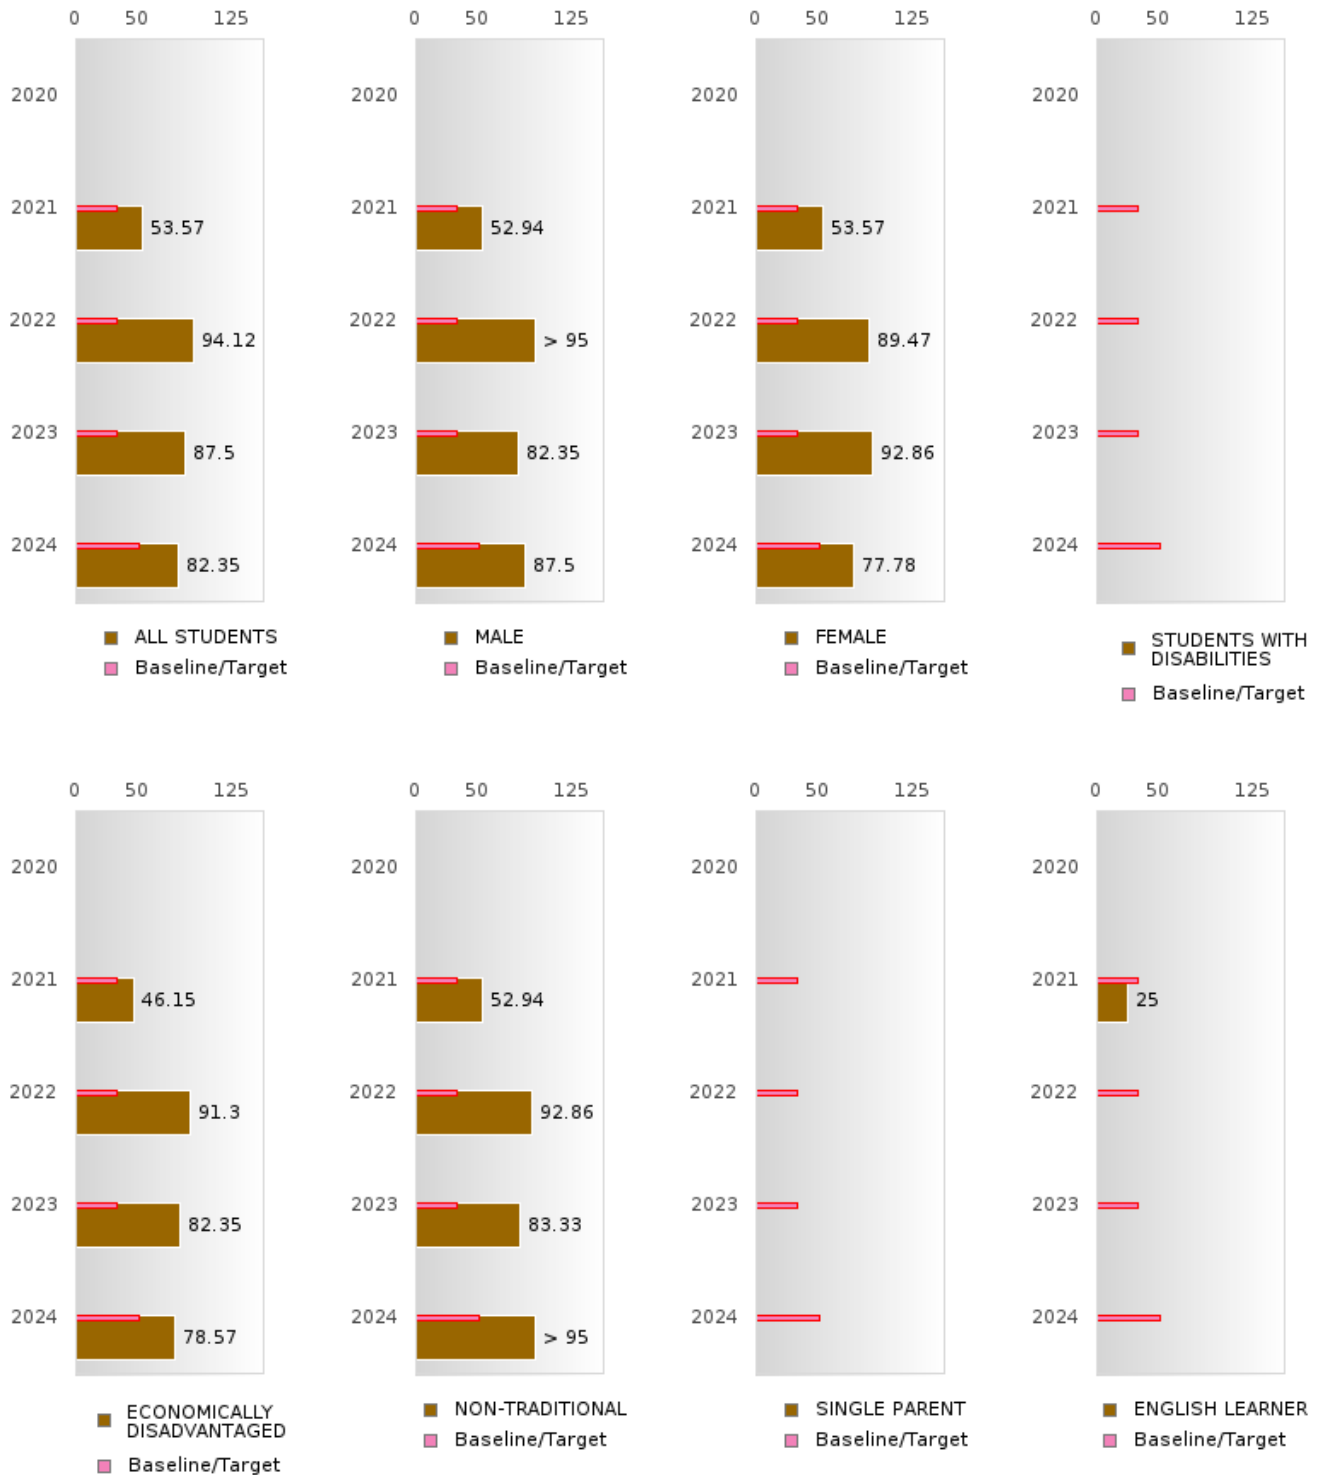 0 50 125
2020
2021
53.57
2022
94.12
2023
87.5
2024
82.35
ALL STUDENTS
Baseline/Target
0 50 125
2020
2021
52.94
2022
> 95
2023
82.35
2024
87.5
MALE
Baseline/Target
0 50 125
2020
2021
53.57
2022
89.47
2023
92.86
2024
77.78
FEMALE
Baseline/Target
0 50 125
2020
2021
2022
2023
2024
STUDENTS WITH
DISABILITIES
Baseline/Target
0 50 125
2020
2021
46.15
2022
91.3
2023
82.35
2024
78.57
ECONOMICALLY
DISADVANTAGED
Baseline/Target
0 50 125
2020
2021
52.94
2022
92.86
2023
83.33
2024
> 95
NON-TRADITIONAL
Baseline/Target
0 50 125
2020
2021
2022
2023
2024
SINGLE PARENT
Baseline/Target
0 50 125
2020
2021
25
2022
2023
2024
ENGLISH LEARNER
Baseline/Target